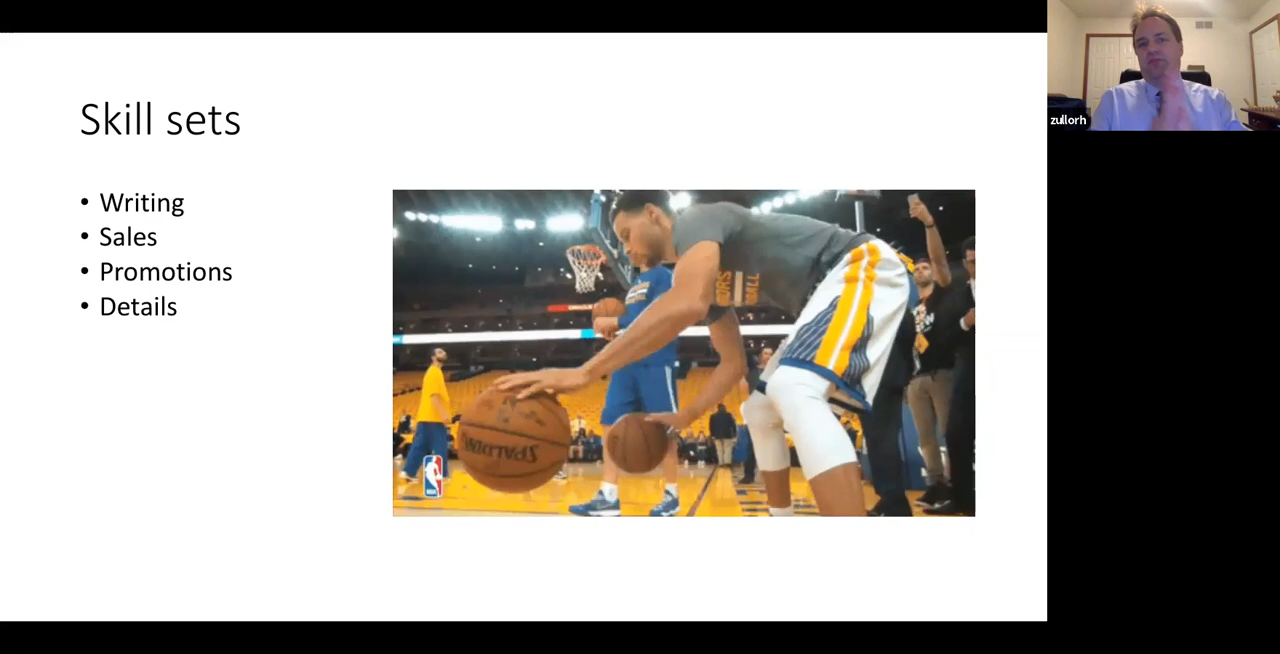 Skill sets
• Writing
• Sales
• Promotions
• Details
SPALDING
zullorh